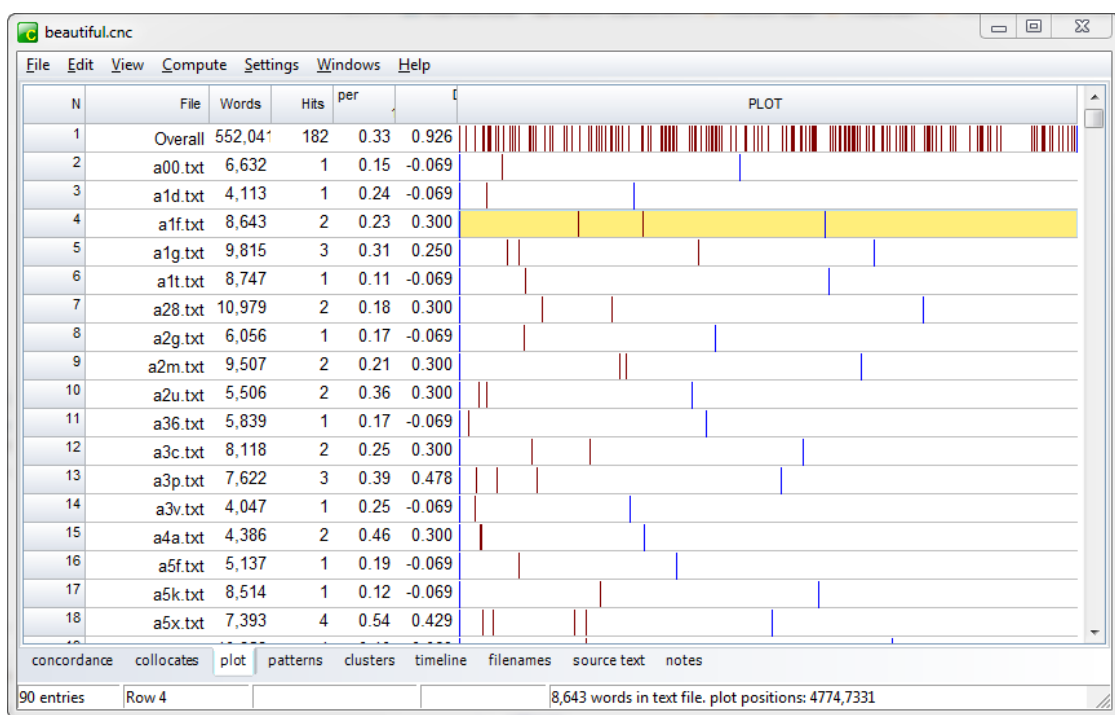 beautiful.cnc
File Edit View Compute Settings Windows Help
N File Words Hits per PLOT
1 Overall 552,041 182 0.33 0.926
2 a00.txt 6,632 1 0.15 -0.069
3 a1d.txt 4,113 1 0.24 -0.069
4 a1f.txt 8,643 2 0.23 0.300
5 a1g.txt 9,815 3 0.31 0.250
6 a1t.txt 8,747 1 0.11 -0.069
7 a28.txt 10,979 2 0.18 0.300
8 a2g.txt 6,056 1 0.17 -0.069
9 a2m.txt 9,507 2 0.21 0.300
10 a2u.txt 5,506 2 0.36 0.300
11 a36.txt 5,839 1 0.17 -0.069
12 a3c.txt 8,118 2 0.25 0.300
13 a3p.txt 7,622 3 0.39 0.478
14 a3v.txt 4,047 1 0.25 -0.069
15 a4a.txt 4,386 2 0.46 0.300
16 a5f.txt 5,137 1 0.19 -0.069
17 a5k.txt 8,514 1 0.12 -0.069
18 a5x.txt 7,393 4 0.54 0.429
concordance collocates plot patterns clusters timeline filenames source text notes
90 entries Row 4 8,643 words in text file. plot positions: 4774,7331